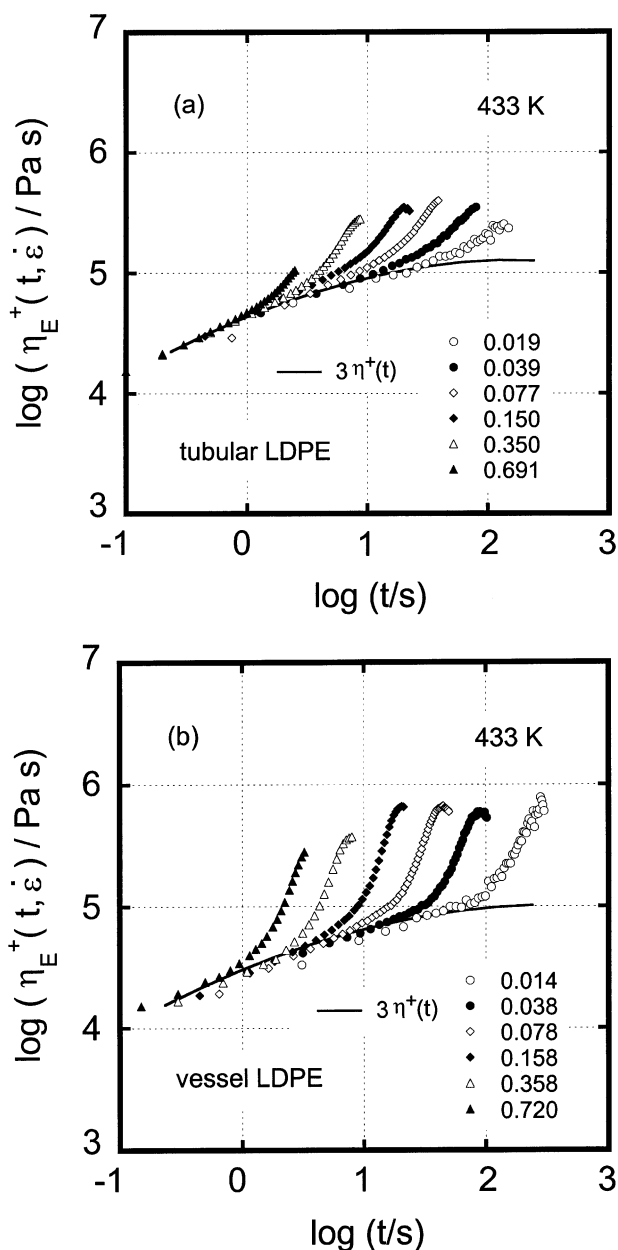 7
(a)
433 K
6
log ( η_E^+ ( t, ε̇ ) / Pa s )
5
0.019
0.039
3 η^+(t)
0.077
4
0.150
tubular LDPE
0.350
0.691
3
-1
0
1
2
3
log (t/s)
7
(b)
433 K
6
log ( η_E^+ ( t, ε̇ ) / Pa s )
5
0.014
3 η^+(t)
0.038
0.078
4
0.158
vessel LDPE
0.358
0.720
3
-1
0
1
2
3
log (t/s)